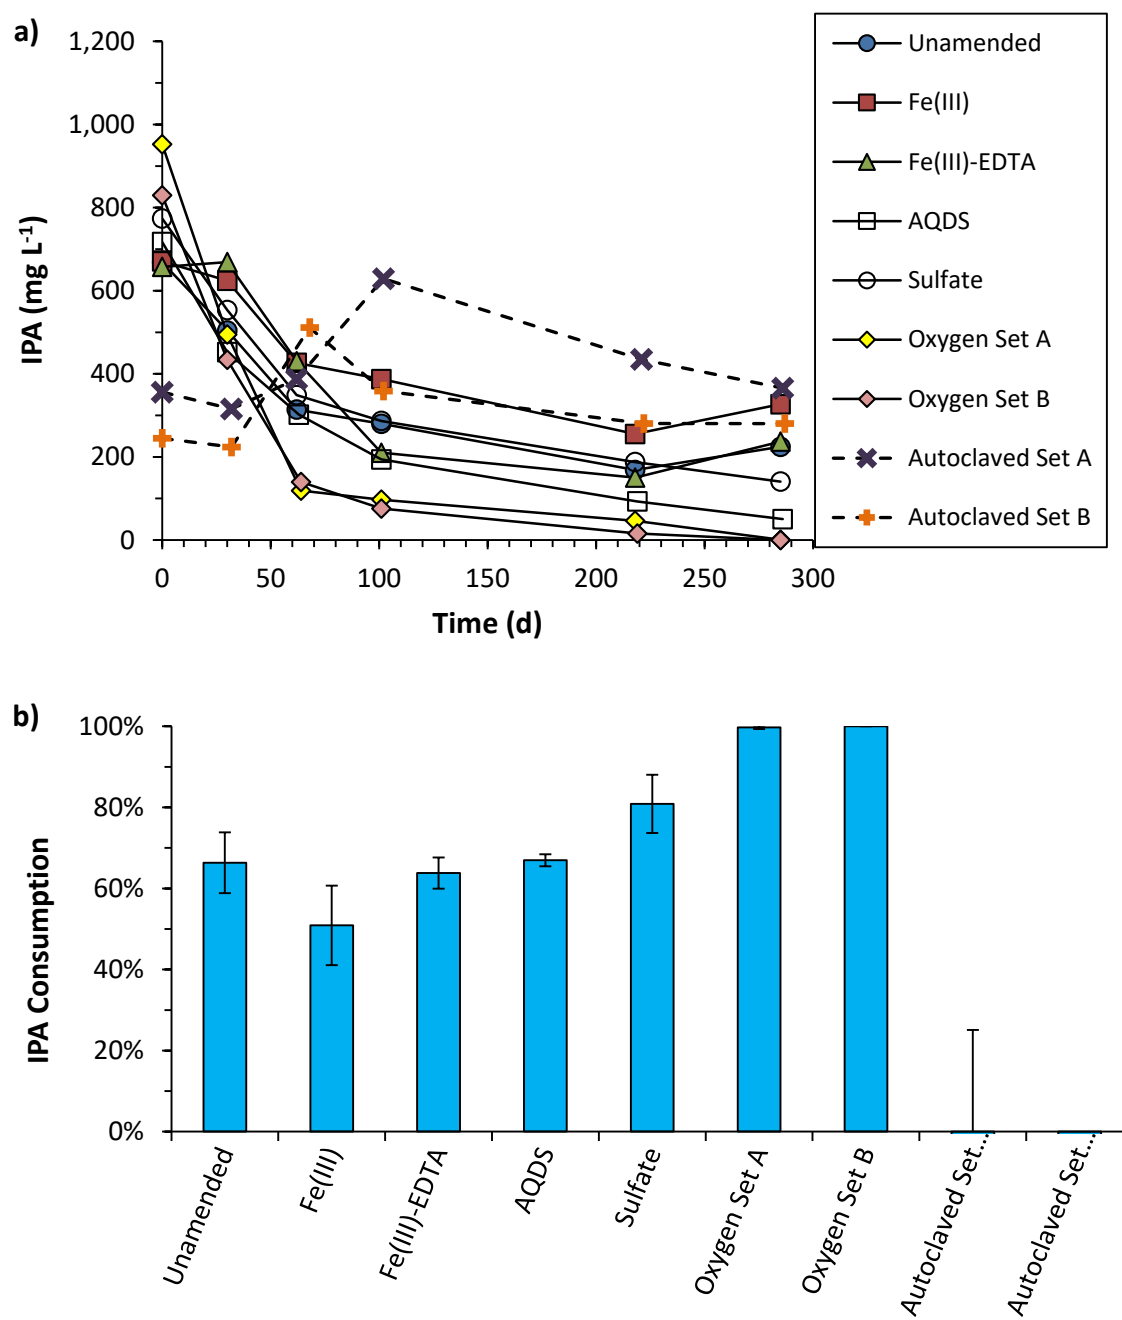 a)
1,200
1,000
800
600
400
200
0
IPA (mg L-1)
0 50 100 150 200 250 300
Time (d)
Unamended
Fe(III)
Fe(III)-EDTA
AQDS
Sulfate
Oxygen Set A
Oxygen Set B
Autoclaved Set A
Autoclaved Set B
b)
100%
80%
60%
40%
20%
0%
IPA Consumption
Unamended
Fe(III)
Fe(III)-EDTA
AQDS
Sulfate
Oxygen Set A
Oxygen Set B
Autoclaved Set...
Autoclaved Set...